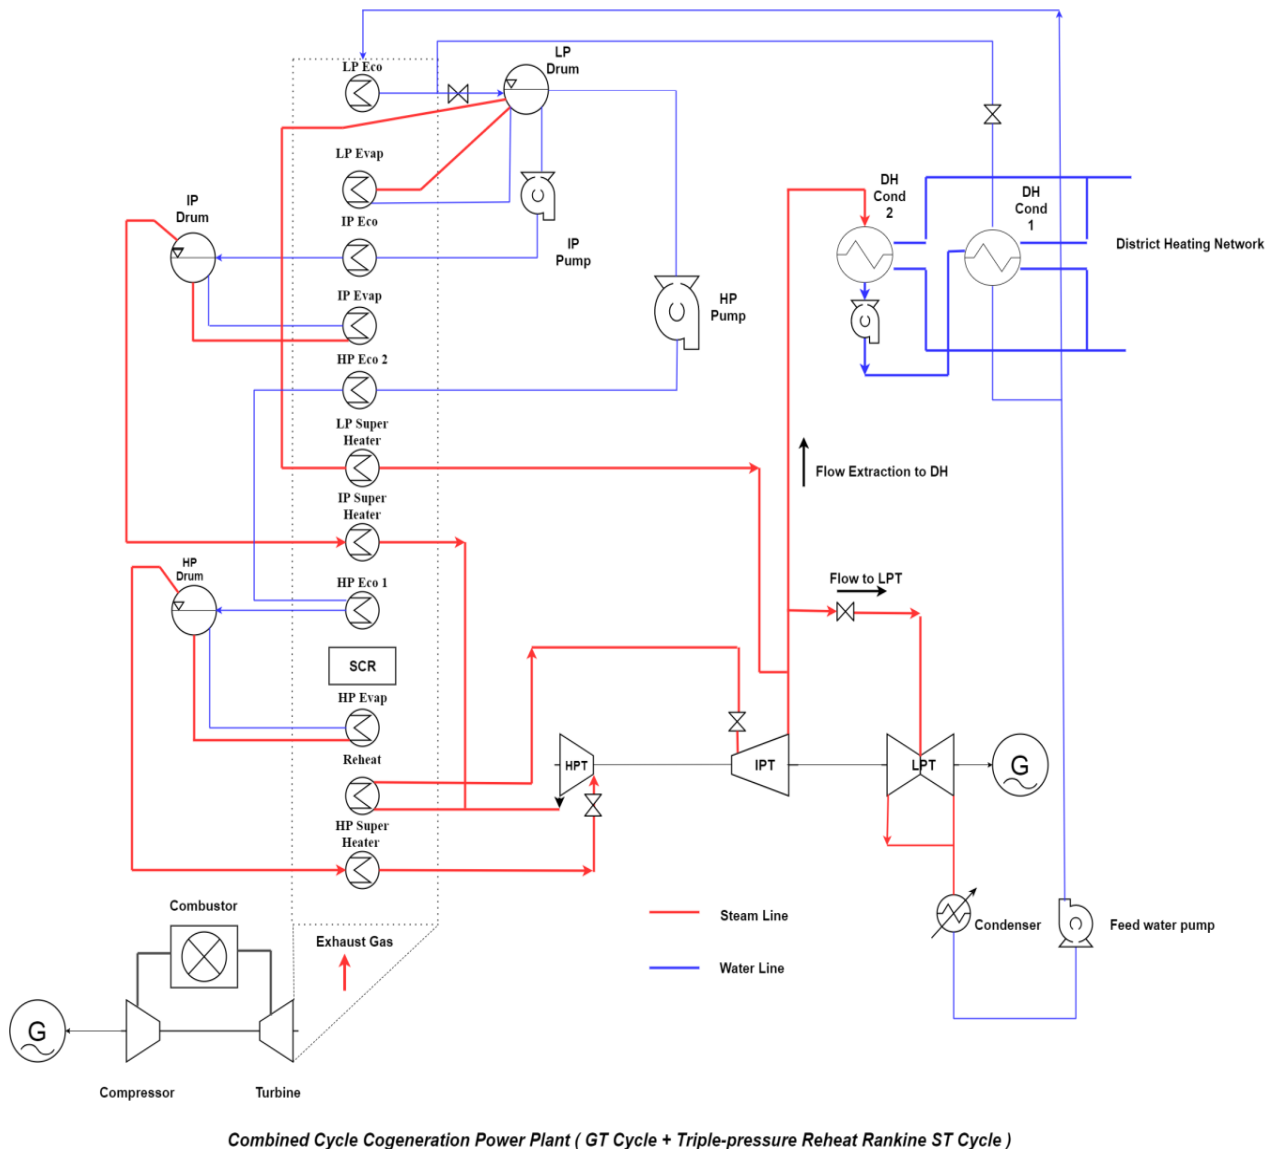 LP Eco
LP
Drum
LP Evap
IP Eco
IP
Drum
IP
Pump
IP Evap
HP Eco 2
HP
Pump
DH
Cond
2
DH
Cond
1
District Heating Network
LP Super
Heater
Flow Extraction to DH
IP Super
Heater
HP
Drum
HP Eco 1
Flow to LPT
SCR
HP Evap
Reheat
HPT
IPT
LPT
G
HP Super
Heater
Steam Line
Condenser
Feed water pump
Water Line
Combustor
Exhaust Gas
G
Compressor
Turbine
Combined Cycle Cogeneration Power Plant ( GT Cycle + Triple-pressure Reheat Rankine ST Cycle )